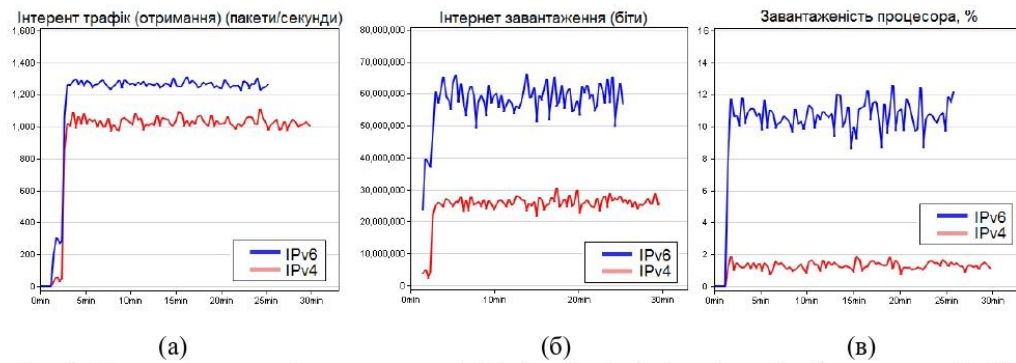 Інтерент трафік (отримання) (пакети/секунди)
1,600
1,400
1,200
1,000
800
600
400
200
0
0min
5min
10min
15min
20min
25min
30min
IPv6
IPv4
(а)
Інтернет завантаження (біти)
80,000,000
70,000,000
60,000,000
50,000,000
40,000,000
30,000,000
20,000,000
10,000,000
0
0min
10min
20min
30min
IPv6
IPv4
(б)
Завантаженість процесора, %
16
14
12
10
8
6
4
2
0
0min
5min
10min
15min
20min
25min
30min
IPv6
IPv4
(в)